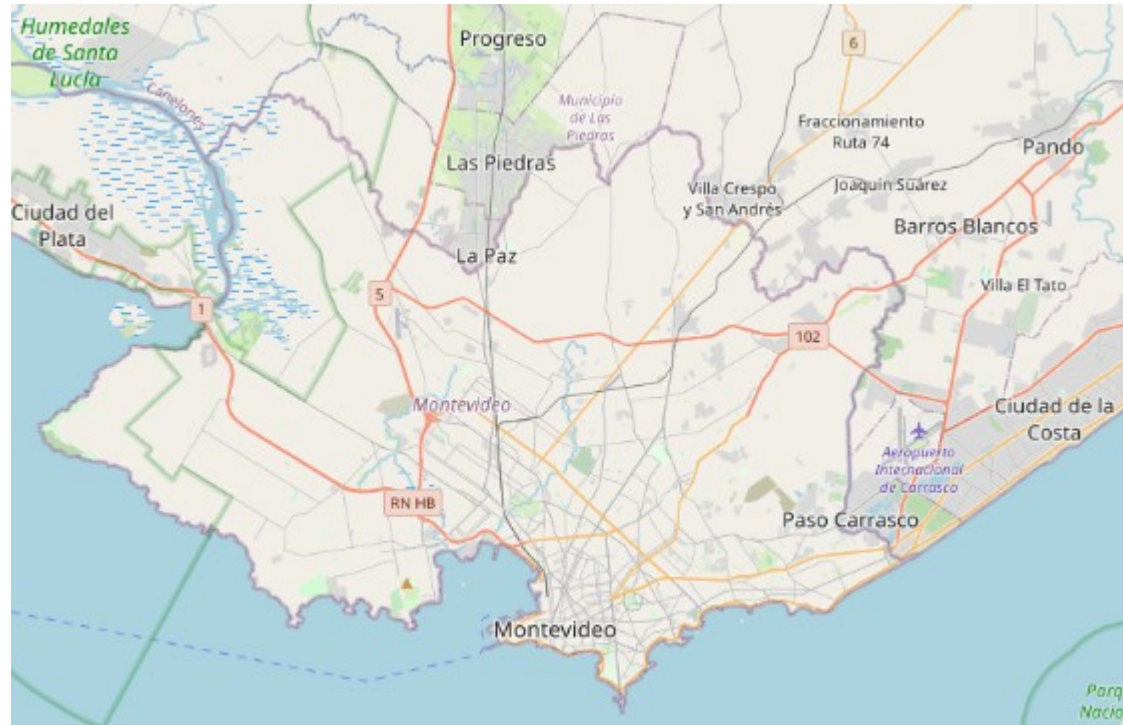 Humedales
de Santa
Lucía
Canelones
Progreso
6
Municipio
de Las
Piedras
Fraccionamiento
Ruta 74
Pando
Las Piedras
Villa Crespo
y San Andrés
Joaquín Suárez
Ciudad del
Plata
Barros Blancos
La Paz
Villa El Tato
5
1
102
Montevideo
Ciudad de la
Costa
Aeropuerto
Internacional
de Carrasco
RN HB
Paso Carrasco
Montevideo
Parq
Nacio